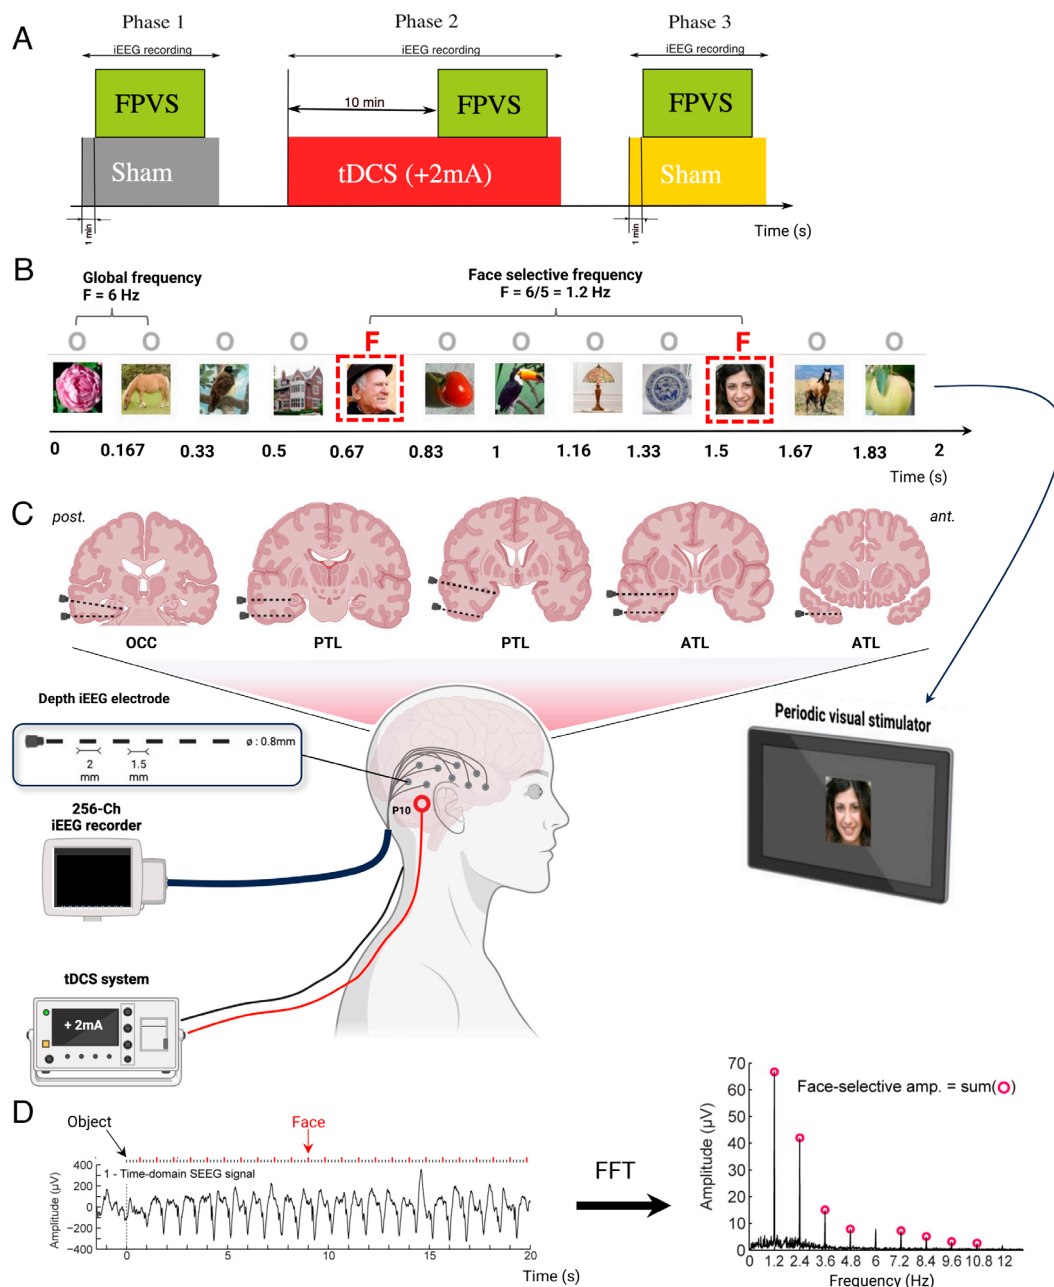 A
Phase 1
Phase 2
Phase 3
iEEG recording
iEEG recording
iEEG recording
FPVS
10 min
FPVS
FPVS
Sham
tDCS (+2mA)
Sham
1 min
1 min
Time (s)
B
Global frequency
F = 6 Hz
Face selective frequency
F = 6/5 = 1.2 Hz
O O O O F O O O O F O O
0 0.167 0.33 0.5 0.67 0.83 1 1.16 1.33 1.5 1.67 1.83 2
Time (s)
C
post.
ant.
OCC PTL PTL ATL ATL
Depth iEEG electrode
ø : 0.8mm
2
mm
1.5
mm
Periodic visual stimulator
256-Ch
iEEG recorder
P10
tDCS system
+ 2mA
D
Object
Face
1 - Time-domain SEEG signal
Amplitude (µV)
400
200
0
−200
−400
0 5 10 15 20
Time (s)
FFT
Face-selective amp. = sum( )
Amplitude (µV)
70
60
50
40
30
20
10
0
0 1.2 2.4 3.6 4.8 6 7.2 8.4 9.6 10.8 12
Frequency (Hz)